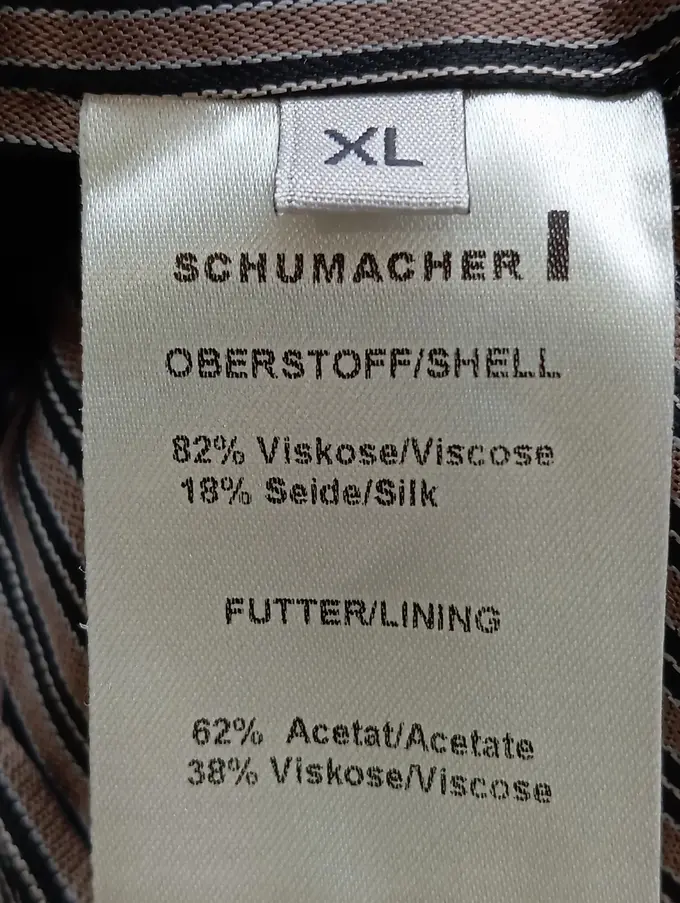 XL
SCHUMACHER
OBERSTOFF/SHELL
82% Viskose/Viscose
18% Seide/Silk
FUTTER/LINING
62% Acetat/Acetate
38% Viskose/Viscose